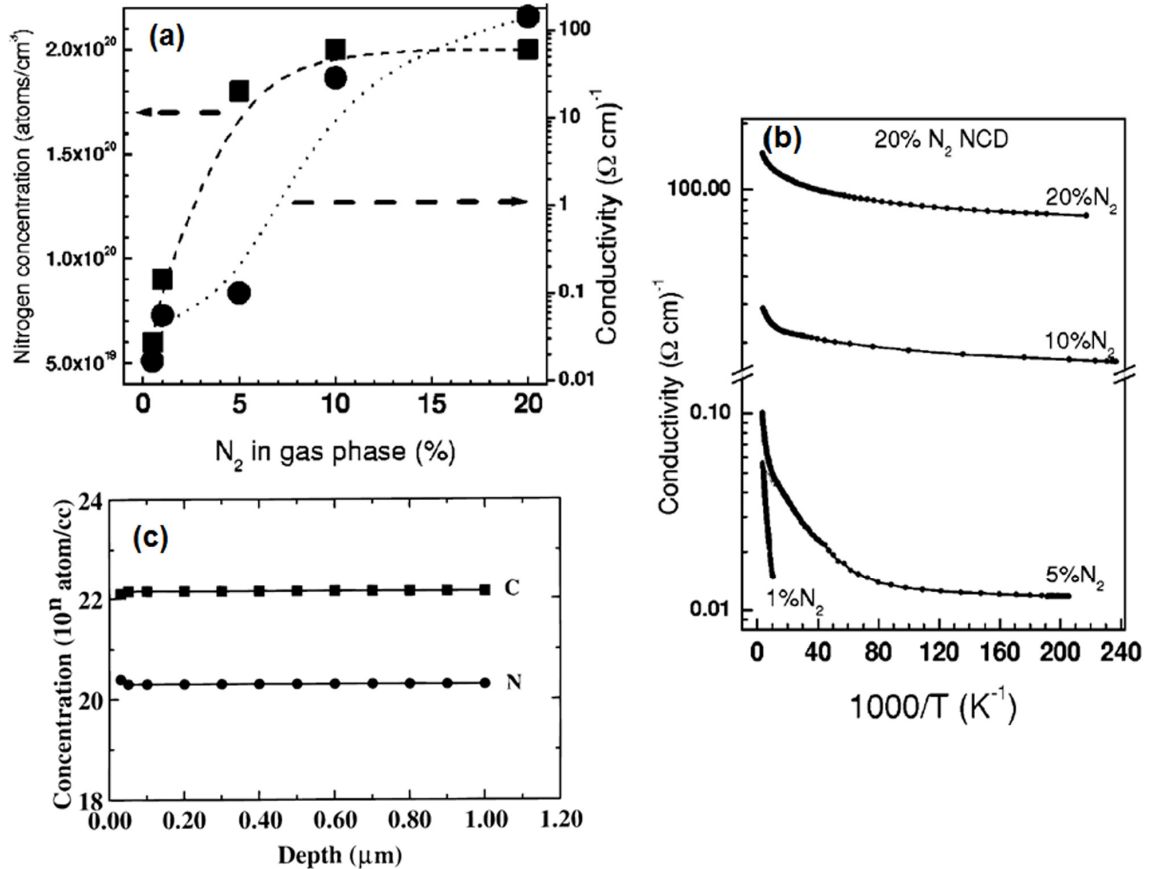 (a)
Nitrogen concentration (atoms/cm³)
2.0x10²⁰
1.5x10²⁰
1.0x10²⁰
5.0x10¹⁹
100
10
1
0.1
0.01
Conductivity (Ω cm)⁻¹
0 5 10 15 20
N₂ in gas phase (%)
(b)
20% N₂ NCD
100.00
0.10
0.01
Conductivity (Ω cm)⁻¹
20%N₂
10%N₂
5%N₂
1%N₂
0 40 80 120 160 200 240
1000/T (K⁻¹)
(c)
24
22
20
18
Concentration (10ⁿ atom/cc)
C
N
0.00 0.20 0.40 0.60 0.80 1.00 1.20
Depth (μm)